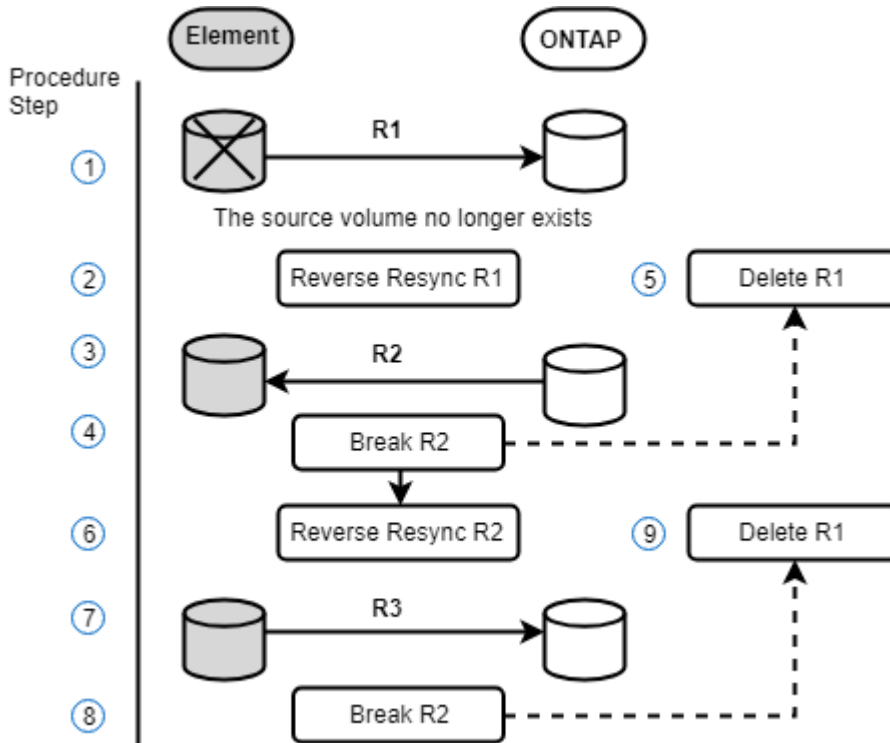 Element
ONTAP
Procedure
Step
R1
1
The source volume no longer exists
2
Reverse Resync R1
5
Delete R1
3
R2
4
Break R2
6
Reverse Resync R2
9
Delete R1
7
R3
8
Break R2